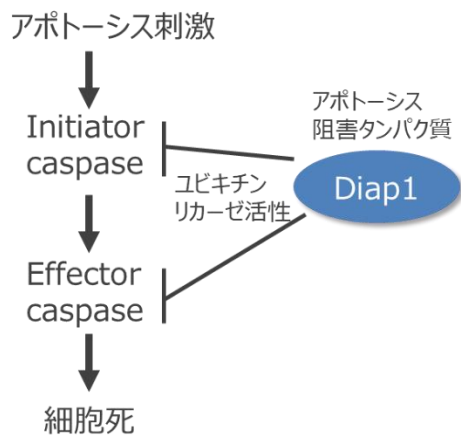 アポトーシス刺激
Initiator
caspase
アポトーシス
阻害タンパク質
Diap1
ユビキチン
リカーゼ活性
Effector
caspase
細胞死